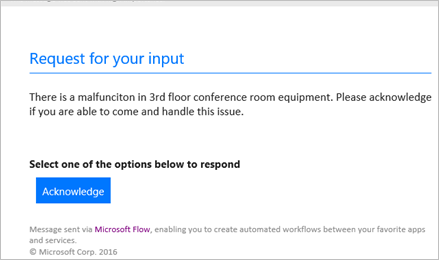 Request for your input
There is a malfunciton in 3rd floor conference room equipment. Please acknowledge
if you are able to come and handle this issue.
Select one of the options below to respond
Acknowledge
Message sent via Microsoft Flow, enabling you to create automated workflows between your favorite apps
and services.
© Microsoft Corp. 2016